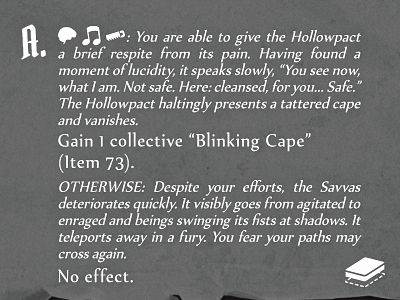 A. : You are able to give the Hollowpact
a brief respite from its pain. Having found a
moment of lucidity, it speaks slowly, “You see now,
what I am. Not safe. Here: cleansed, for you... Safe.”
The Hollowpact haltingly presents a tattered cape
and vanishes.
Gain 1 collective “Blinking Cape”
(Item 73).
OTHERWISE: Despite your efforts, the Savvas
deteriorates quickly. It visibly goes from agitated to
enraged and beings swinging its fists at shadows. It
teleports away in a fury. You fear your paths may
cross again.
No effect.